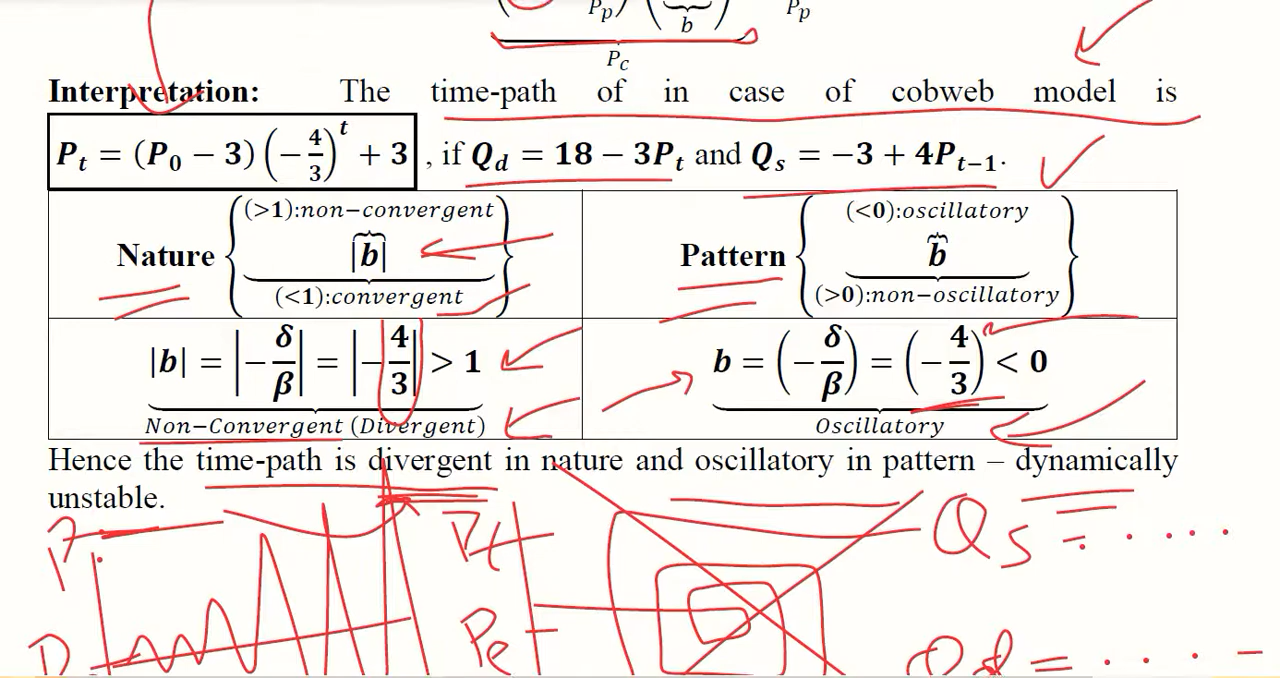 P_p b P_p
P_c
Interpretation: The time-path of in case of cobweb model is
P_t = (P_0 − 3)(−4/3)^t + 3 , if Q_d = 18 − 3P_t and Q_s = −3 + 4P_{t−1}.
Nature { (>1):non−convergent |b| (<1):convergent }
Pattern { (<0):oscillatory b (>0):non−oscillatory }
|b| = |−δ/β| = |−4/3| > 1
Non−Convergent (Divergent)
b = (−δ/β) = (−4/3) < 0
Oscillatory
Hence the time-path is divergent in nature and oscillatory in pattern – dynamically
unstable.
Pt Qs = ....
Pe Qd = ....